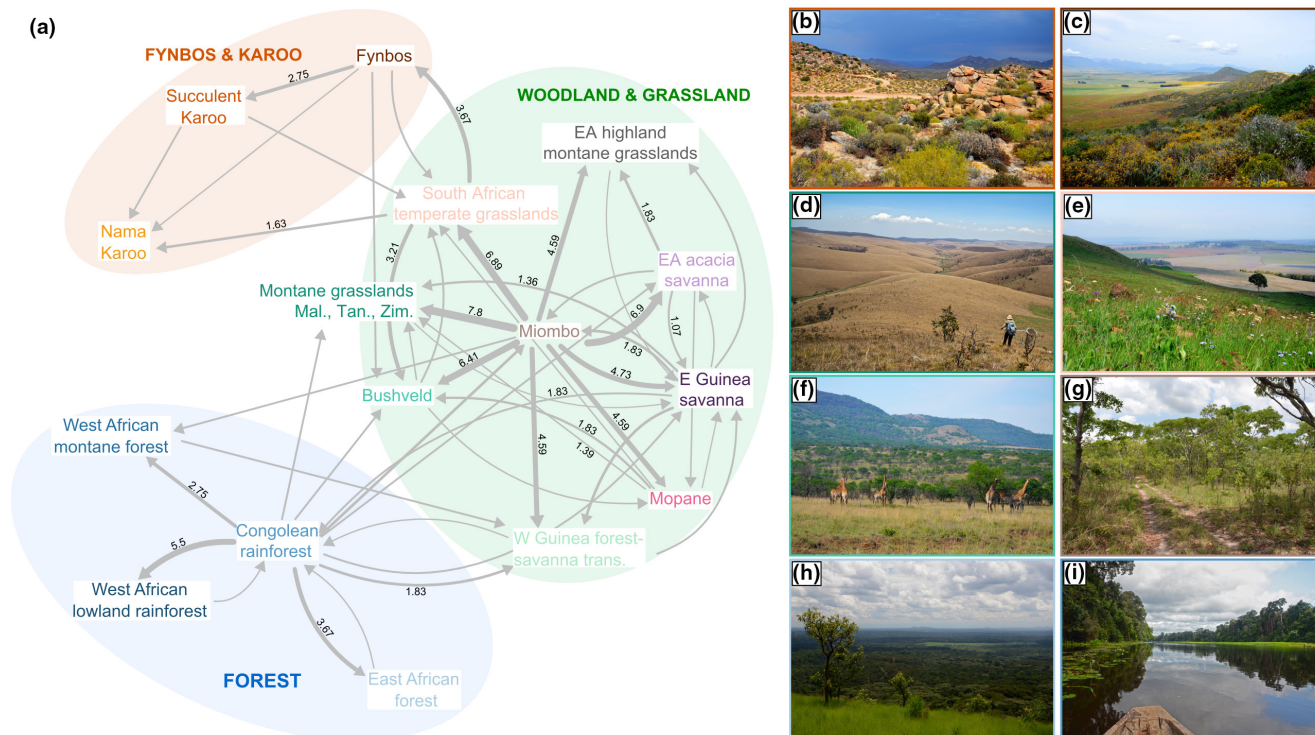 (a)
FYNBOS & KAROO
Fynbos
2.75
Succulent
Karoo
3.67
WOODLAND & GRASSLAND
EA highland
montane grasslands
South African
temperate grasslands
1.63
Nama
Karoo
1.83
4.59
6.89
3.21
EA acacia
savanna
1.36
Montane grasslands
Mal., Tan., Zim.
7.8
6.9
1.07
Miombo
1.83
6.41
4.73
E Guinea
savanna
Bushveld
1.83
4.59
West African
montane forest
4.59
1.83
1.39
2.75
Mopane
Congolean
rainforest
W Guinea forest-
savanna trans.
5.5
West African
lowland rainforest
1.83
3.67
FOREST
East African
forest
(b)
(c)
(d)
(e)
(f)
(g)
(h)
(i)